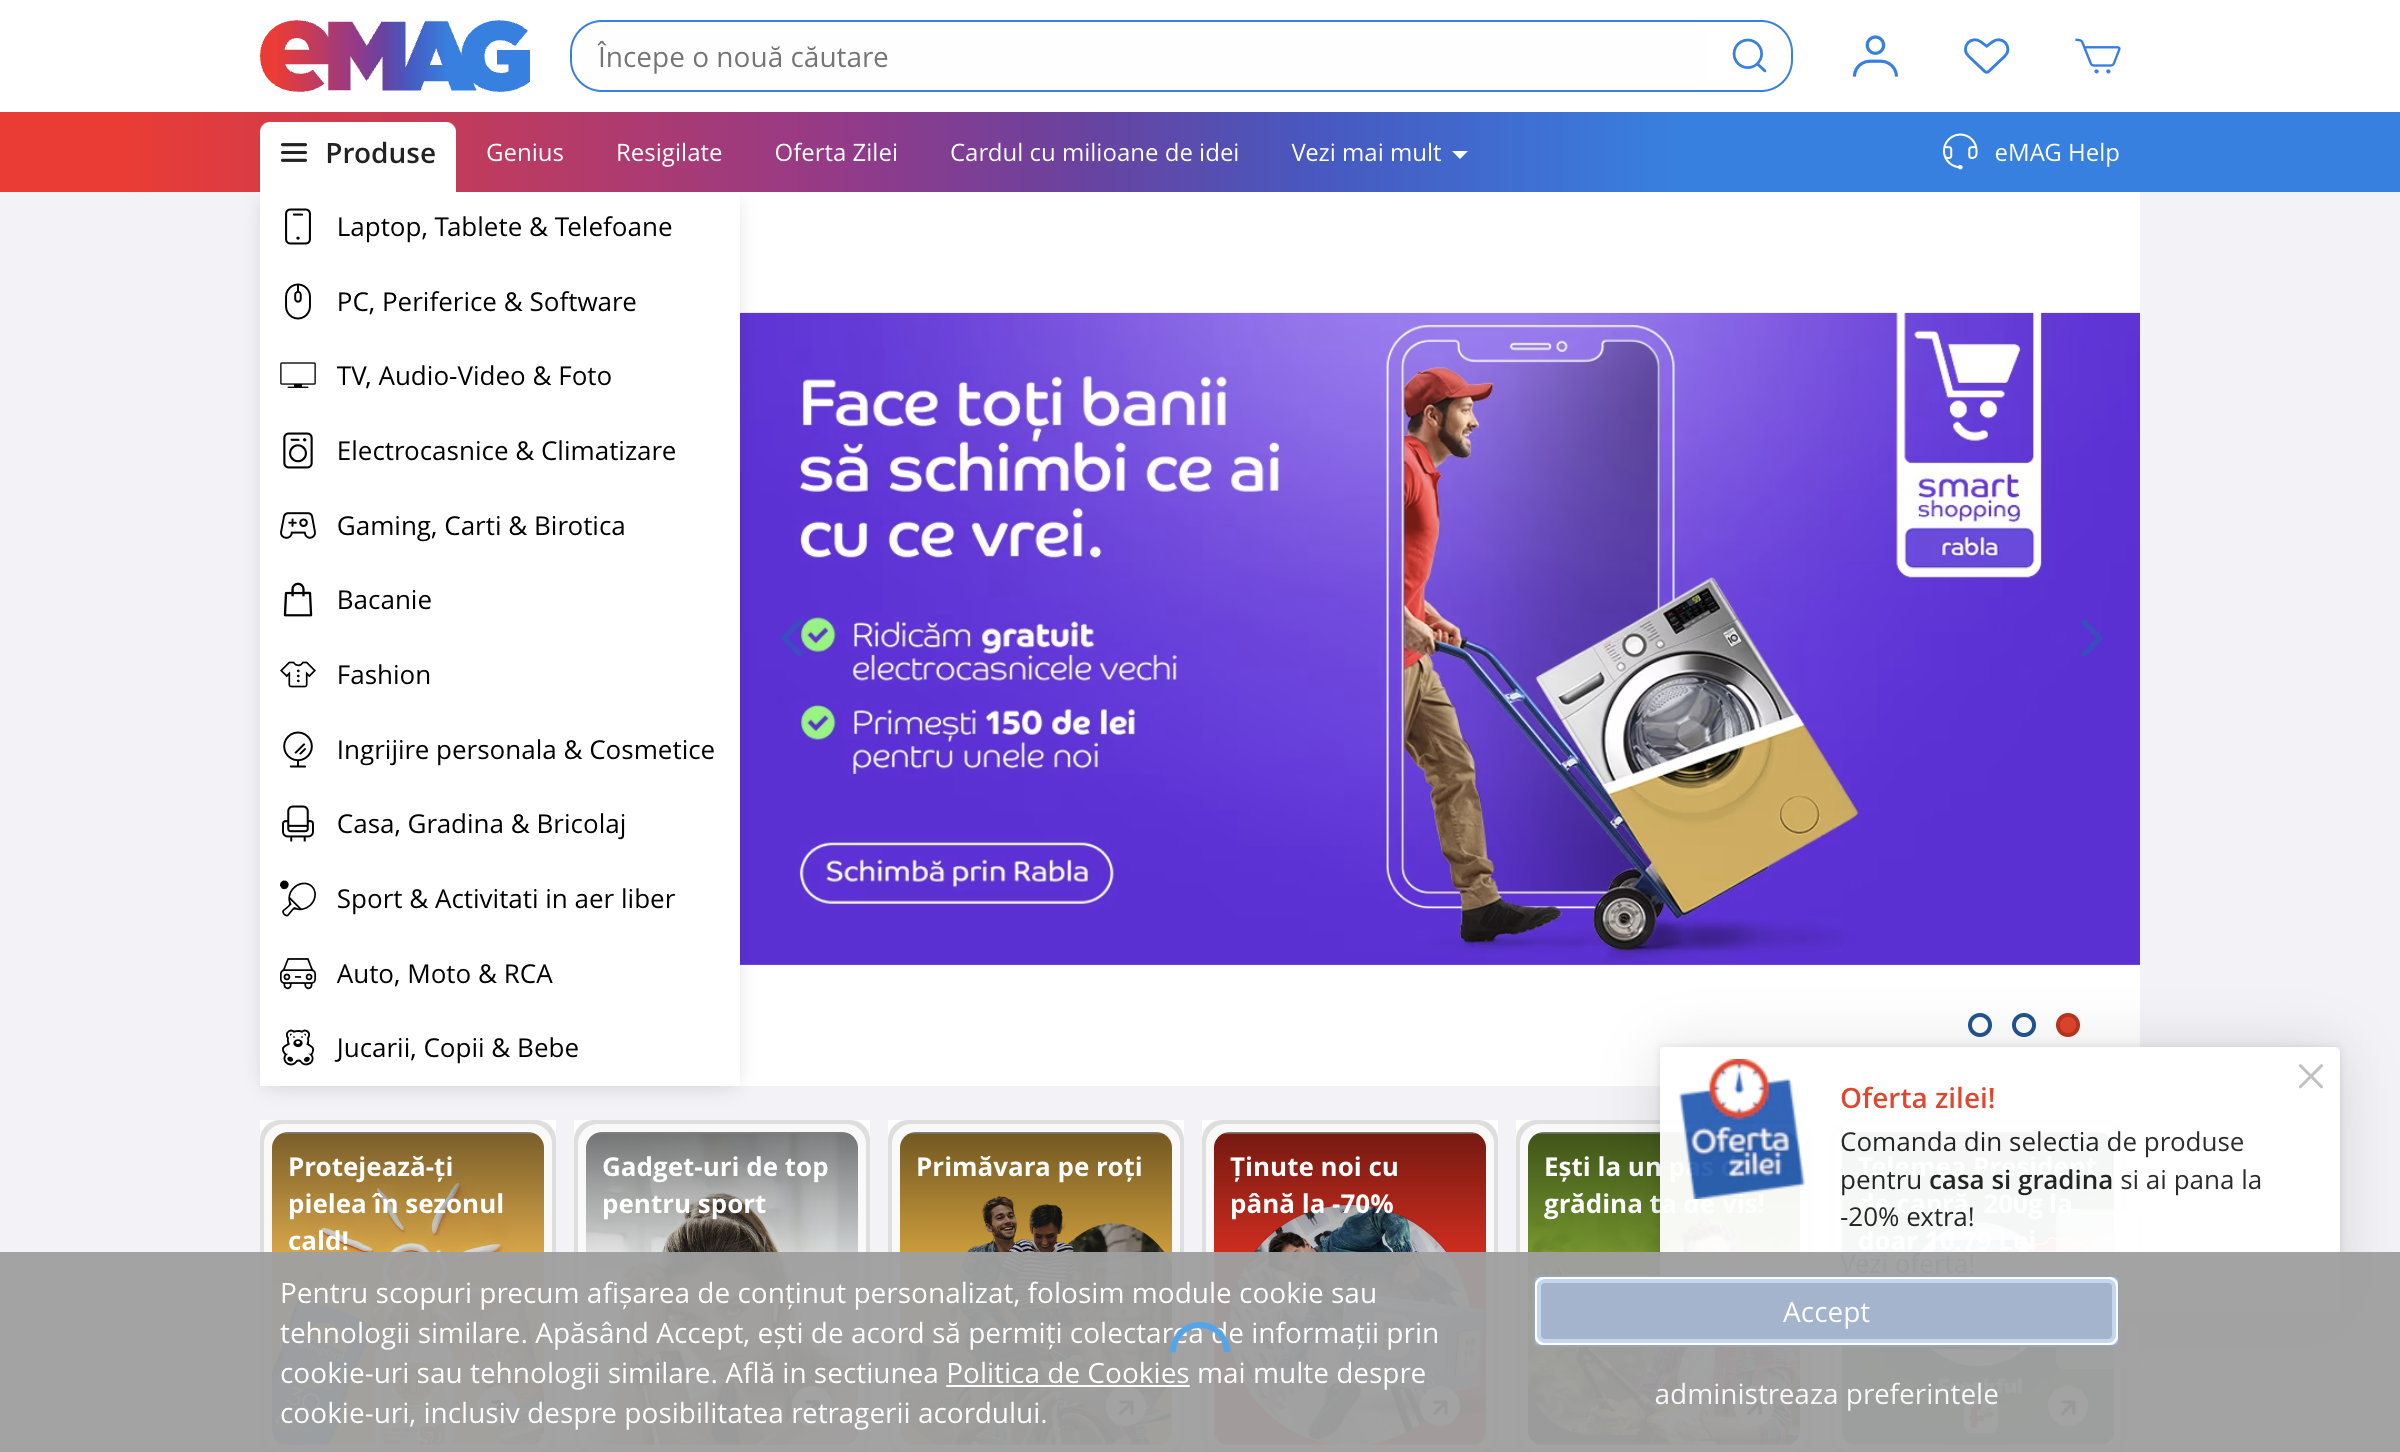 eMAG
Începe o nouă căutare
Produse
Genius
Resigilate
Oferta Zilei
Cardul cu milioane de idei
Vezi mai mult
eMAG Help
Laptop, Tablete & Telefoane
PC, Periferice & Software
TV, Audio-Video & Foto
Electrocasnice & Climatizare
Gaming, Carti & Birotica
Bacanie
Fashion
Ingrijire personala & Cosmetice
Casa, Gradina & Bricolaj
Sport & Activitati in aer liber
Auto, Moto & RCA
Jucarii, Copii & Bebe
Face toți banii
să schimbi ce ai
cu ce vrei.
Ridicăm gratuit
electrocasnicele vechi
Primești 150 de lei
pentru unele noi
Schimbă prin Rabla
smart
shopping
rabla
Protejează-ți
pielea în sezonul
cald!
Gadget-uri de top
pentru sport
Primăvara pe roți
Ținute noi cu
până la -70%
Ești la un pas
grădina ta de vis!
Oferta
zilei
Oferta zilei!
Comanda din selectia de produse
pentru casa si gradina si ai pana la
-20% extra!
Vezi oferta!
Pentru scopuri precum afișarea de conținut personalizat, folosim module cookie sau
tehnologii similare. Apăsând Accept, ești de acord să permiți colectarea de informații prin
cookie-uri sau tehnologii similare. Află in sectiunea Politica de Cookies mai multe despre
cookie-uri, inclusiv despre posibilitatea retragerii acordului.
Accept
administreaza preferintele